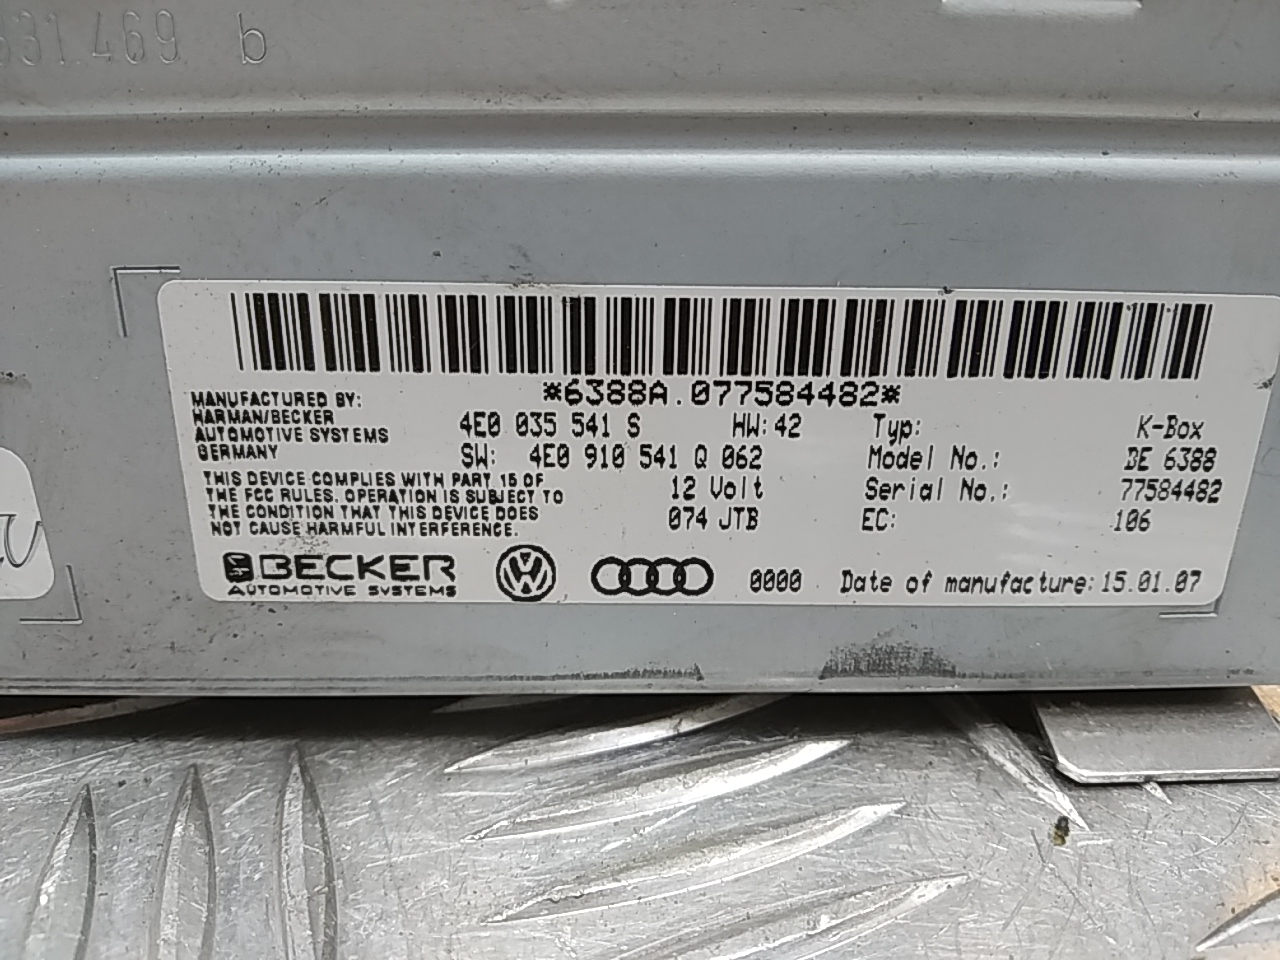 631.469 b
*6388A.077584482*
MANUFACTURED BY:
HARMAN/BECKER
AUTOMOTIVE SYSTEMS
GERMANY
4E0 035 541 S HW: 42
SW: 4E0 910 541 Q 062
12 Volt
074 JTB
Typ: K-Box
Model No.: BE 6388
Serial No.: 77584482
EC: 106
THIS DEVICE COMPLIES WITH PART 15 OF
THE FCC RULES. OPERATION IS SUBJECT TO
THE CONDITION THAT THIS DEVICE DOES
NOT CAUSE HARMFUL INTERFERENCE.
BECKER
AUTOMOTIVE SYSTEMS
VW
0000 Date of manufacture: 15.01.07